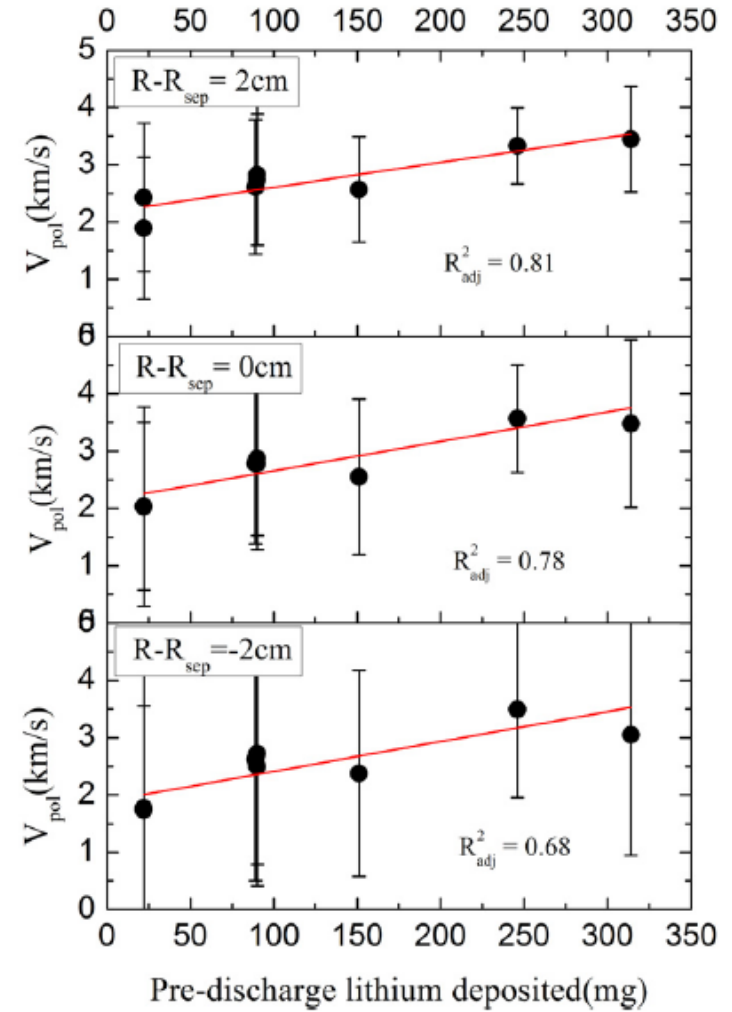 0 50 100 150 200 250 300 350
5
R-Rsep= 2cm
4
3
Vpol(km/s)
2
R²adj = 0.81
1
R-Rsep= 0cm
4
3
Vpol(km/s)
2
R²adj = 0.78
1
R-Rsep=-2cm
4
3
Vpol(km/s)
2
R²adj = 0.68
1
0
0 50 100 150 200 250 300 350
Pre-discharge lithium deposited(mg)